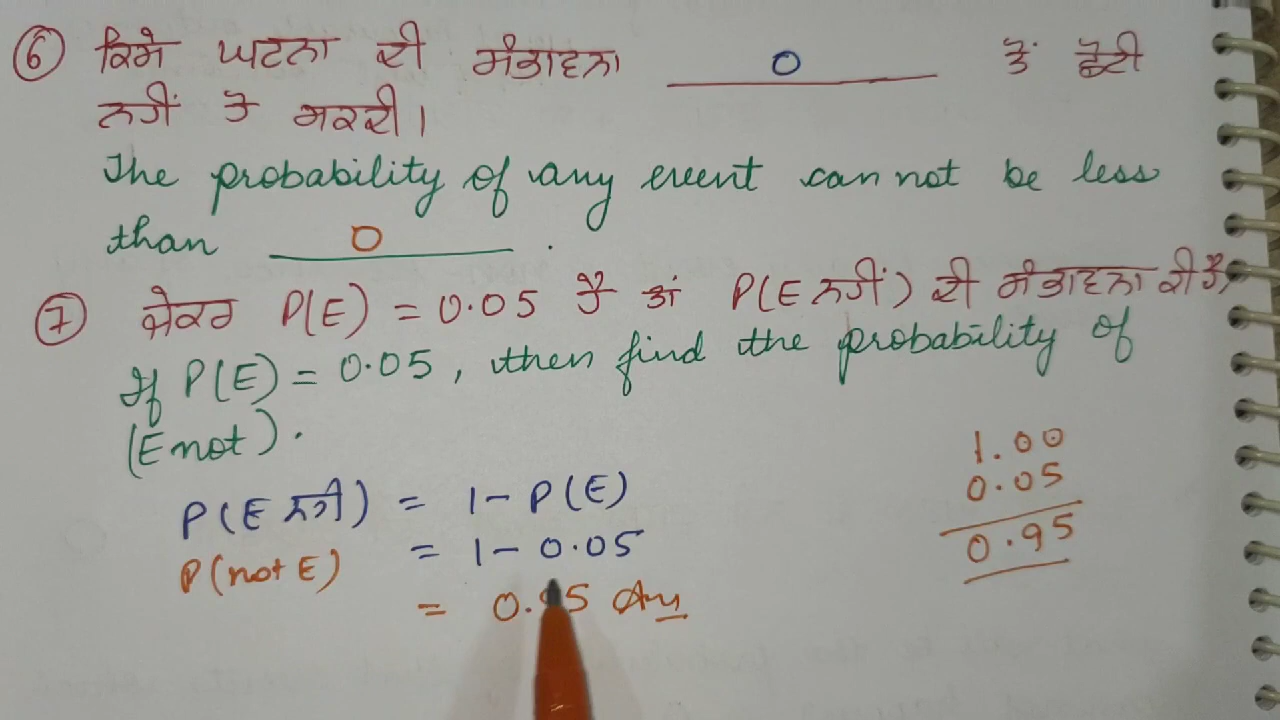 ⑥ ਕਿਸੇ ਘਟਨਾ ਦੀ ਸੰਭਾਵਨਾ 0 ਤੋਂ ਛੋਟੀ
ਨਹੀਂ ਹੋ ਸਕਦੀ।
The probability of any event can not be less
than 0 .
⑦ ਜੇਕਰ P(E) = 0.05 ਹੈ ਤਾਂ P(E ਨਹੀਂ) ਦੀ ਸੰਭਾਵਨਾ ਕੀ ਹੈ
If P(E) = 0.05, then find the probability of
(E not).
P(E ਨਹੀਂ) = 1 - P(E)
P(not E) = 1 - 0.05
= 0.95 Ans
1.00
0.05
0.95